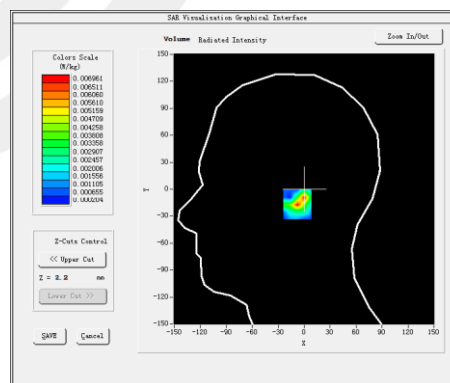 SAR Visualisation Graphical Interface
Volume Radiated Intensity
Zoom In/Out
Colors Scale
(W/kg)
0.006961
0.006511
0.006060
0.005610
0.005159
0.004709
0.004258
0.003808
0.003358
0.002907
0.002457
0.002006
0.001556
0.001105
0.000655
0.000204
Z-Cuts Control
<< Upper Cut
Z = 2.2 mm
Lower Cut >>
SAVE
Cancel
150
120
90
60
30
0
-30
-60
-90
-120
-150
Y
-150 -120 -90 -60 -30 0 30 60 90 120 150
X